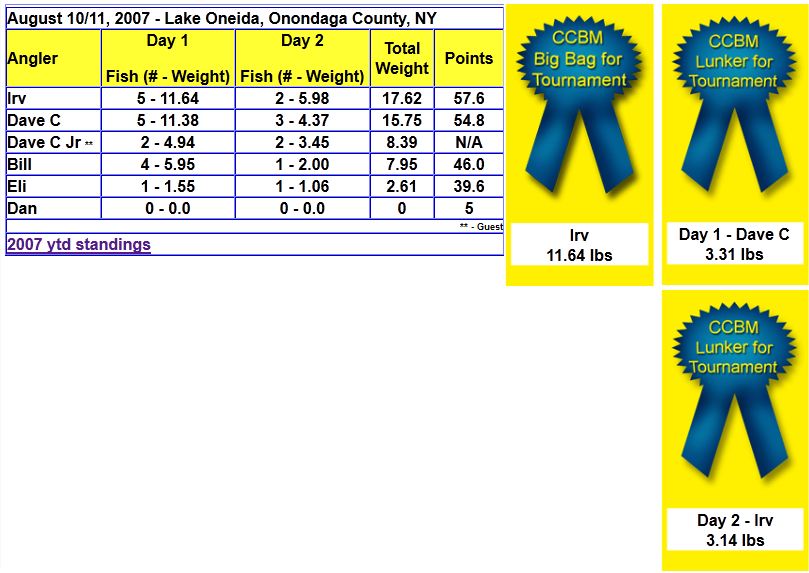 August 10/11, 2007 - Lake Oneida, Onondaga County, NY
Angler Day 1 Fish (# - Weight) Day 2 Fish (# - Weight) Total Weight Points
Irv 5 - 11.64 2 - 5.98 17.62 57.6
Dave C 5 - 11.38 3 - 4.37 15.75 54.8
Dave C Jr ** 2 - 4.94 2 - 3.45 8.39 N/A
Bill 4 - 5.95 1 - 2.00 7.95 46.0
Eli 1 - 1.55 1 - 1.06 2.61 39.6
Dan 0 - 0.0 0 - 0.0 0 5
** - Guest
2007 ytd standings
CCBM
Big Bag for
Tournament
Irv
11.64 lbs
CCBM
Lunker for
Tournament
Day 1 - Dave C
3.31 lbs
CCBM
Lunker for
Tournament
Day 2 - Irv
3.14 lbs